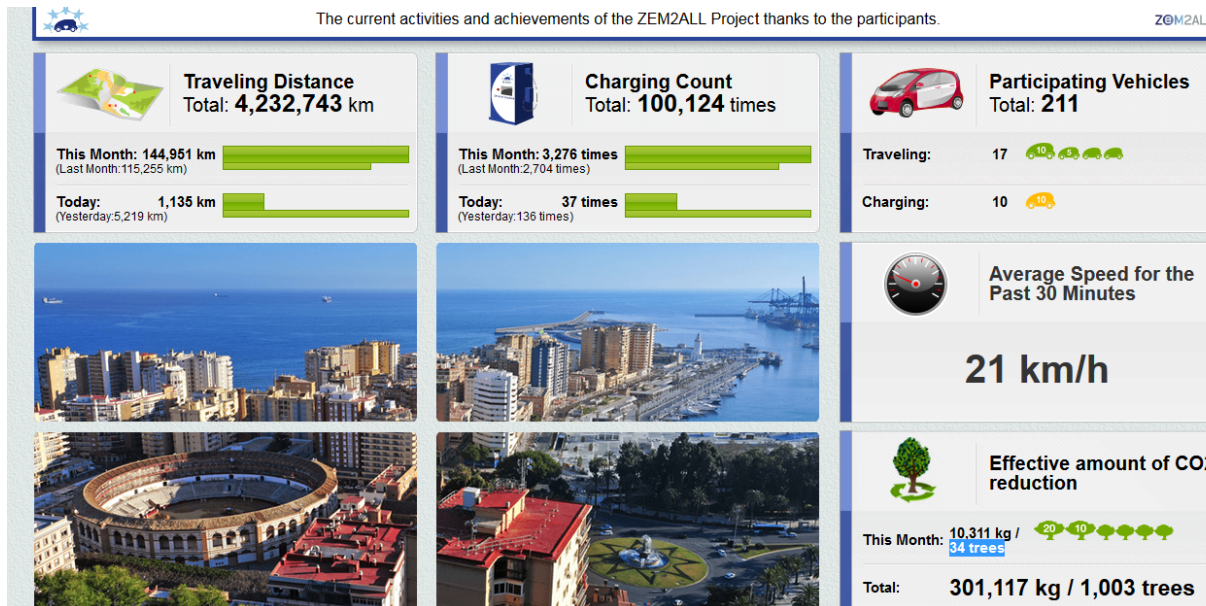 The current activities and achievements of the ZEM2ALL Project thanks to the participants.
ZEM2ALL
Traveling Distance
Total: 4,232,743 km
This Month: 144,951 km
(Last Month:115,255 km)
Today: 1,135 km
(Yesterday:5,219 km)
Charging Count
Total: 100,124 times
This Month: 3,276 times
(Last Month:2,704 times)
Today: 37 times
(Yesterday:136 times)
Participating Vehicles
Total: 211
Traveling: 17 10 5
Charging: 10 10
Average Speed for the
Past 30 Minutes
21 km/h
Effective amount of CO2
reduction
This Month: 10,311 kg /
34 trees
20 10
Total: 301,117 kg / 1,003 trees